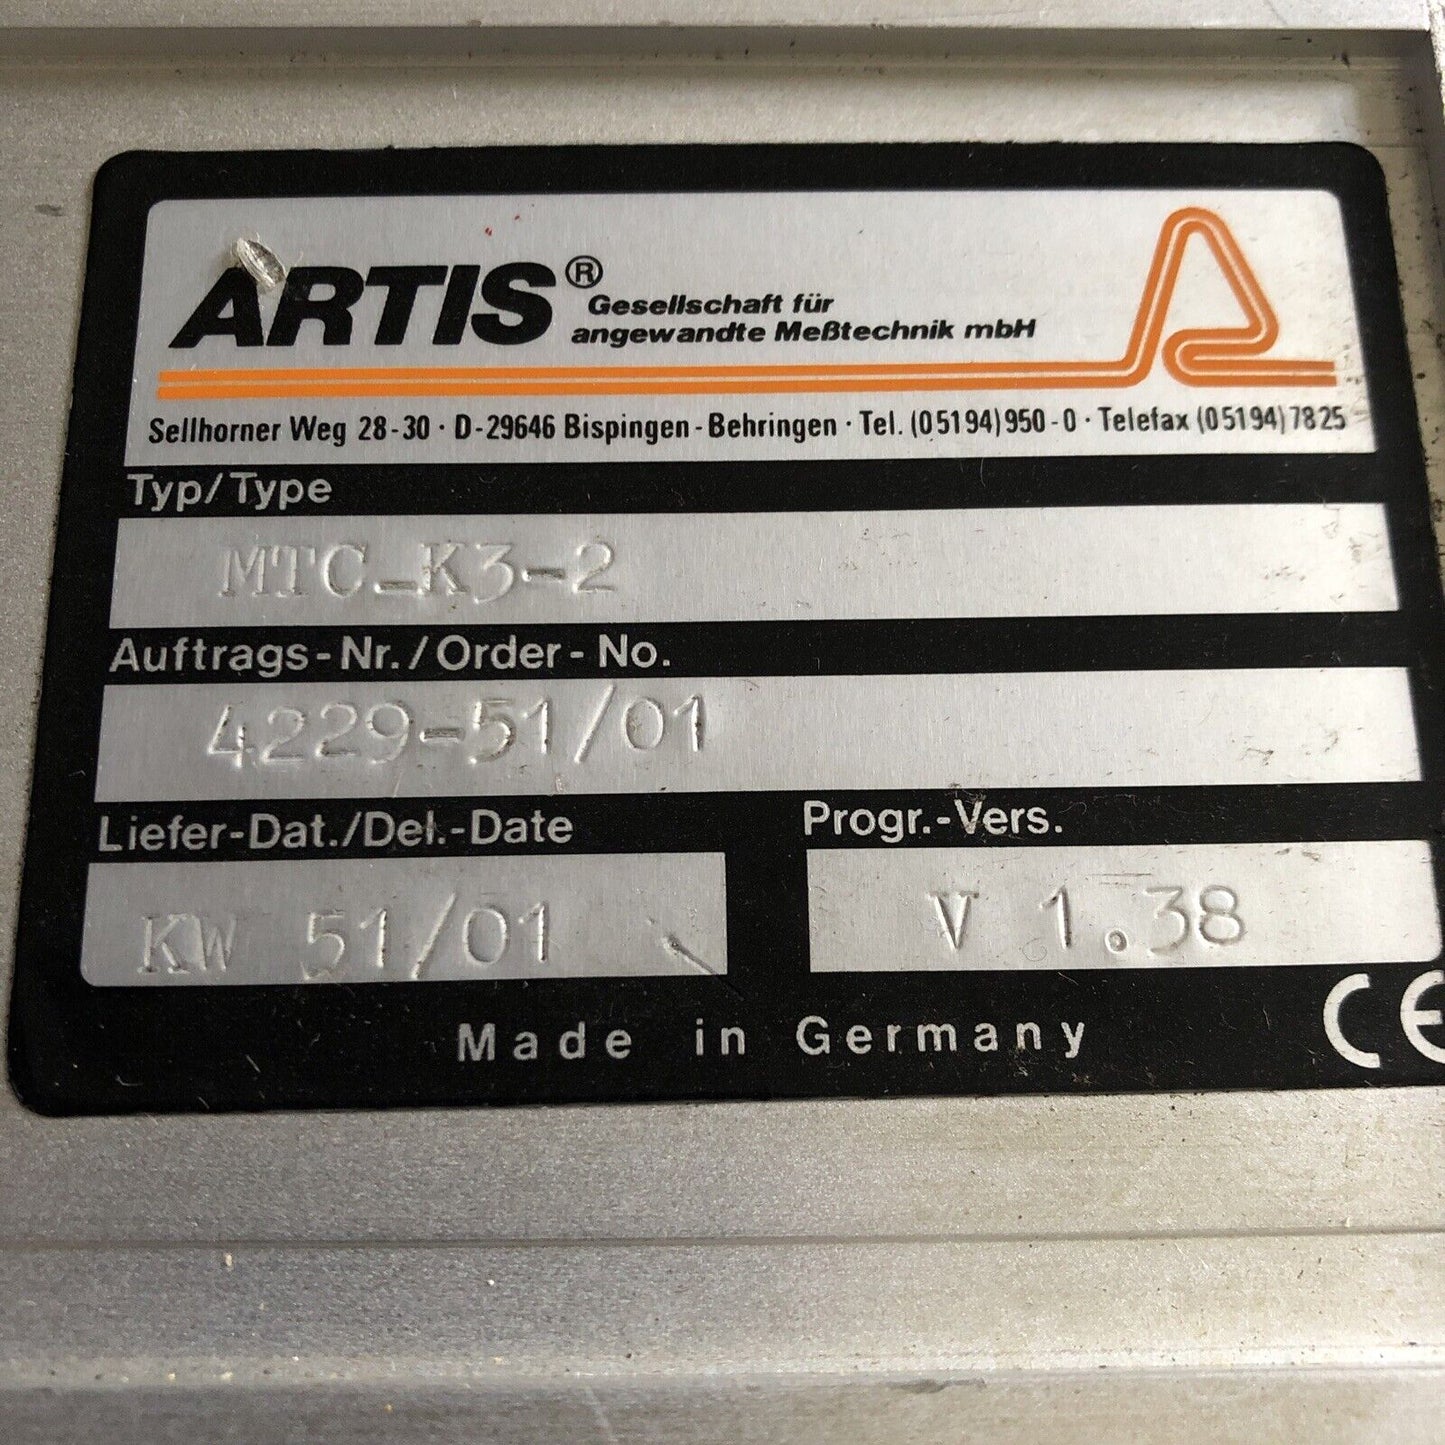 ARTIS® Gesellschaft für
angewandte Meßtechnik mbH
Sellhorner Weg 28-30 · D-29646 Bispingen-Behringen · Tel. (05194) 950-0 · Telefax (05194) 7825
Typ/Type
MTC-K3-2
Auftrags-Nr./Order-No.
4229-51/01
Liefer-Dat./Del.-Date
Progr.-Vers.
KW 51/01
V 1.38
Made in Germany
CE